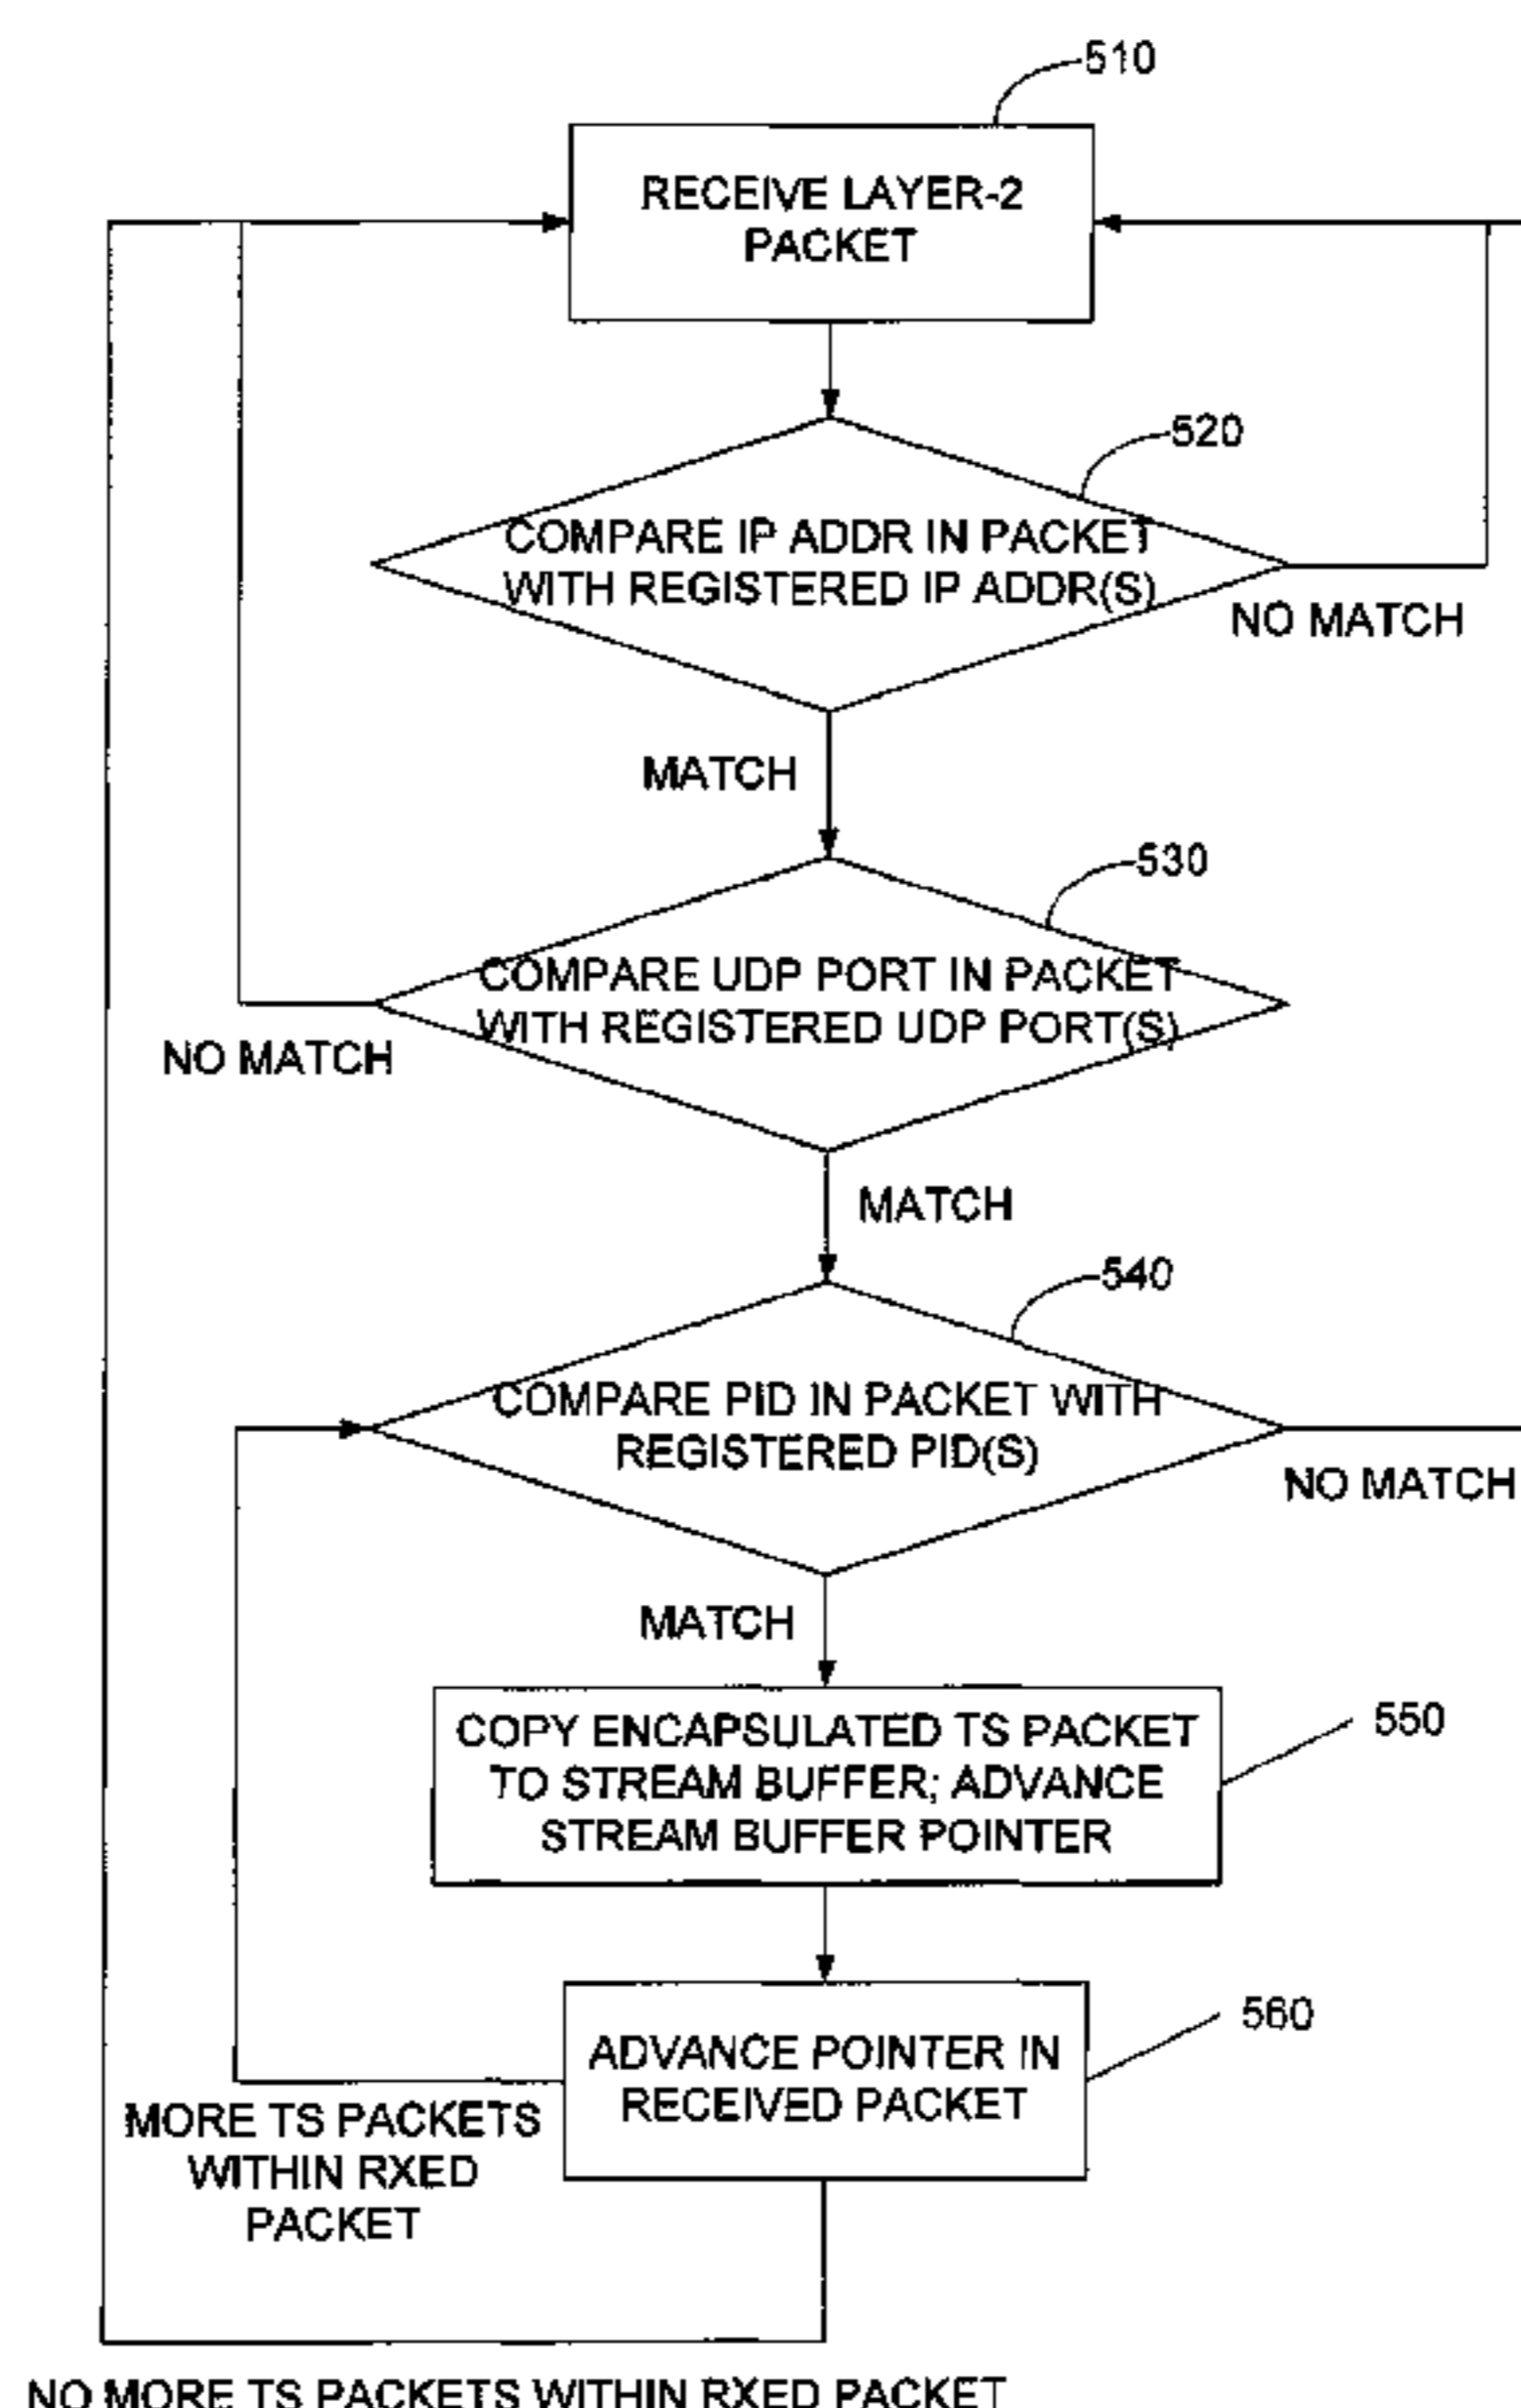 510
RECEIVE LAYER-2
PACKET
520
COMPARE IP ADDR IN PACKET
WITH REGISTERED IP ADDR(S)
NO MATCH
MATCH
530
COMPARE UDP PORT IN PACKET
WITH REGISTERED UDP PORT(S)
NO MATCH
MATCH
540
COMPARE PID IN PACKET WITH
REGISTERED PID(S)
NO MATCH
MATCH
550
COPY ENCAPSULATED TS PACKET
TO STREAM BUFFER; ADVANCE
STREAM BUFFER POINTER
560
ADVANCE POINTER IN
RECEIVED PACKET
MORE TS PACKETS
WITHIN RXED
PACKET
NO MORE TS PACKETS WITHIN RXED PACKET